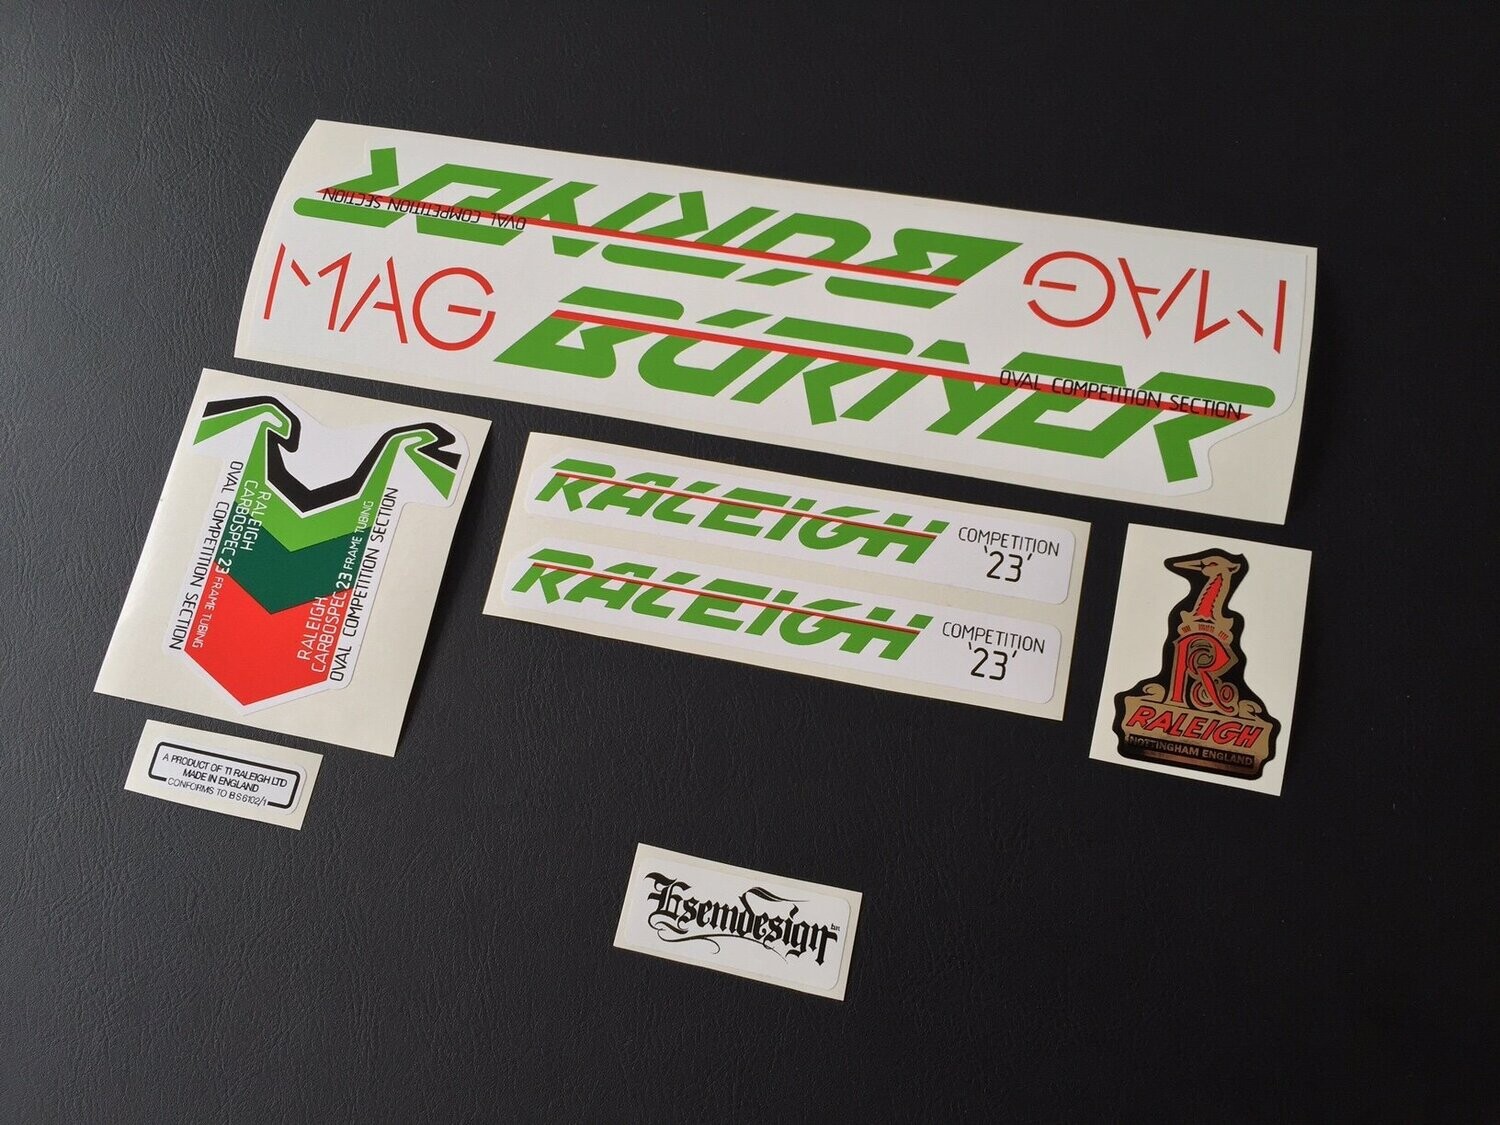 BURNER
OVAL COMPETITION SECTION
MAG
MAG
BURNER
OVAL COMPETITION SECTION
RALEIGH
CARBOSPEC 23 FRAME TUBING
OVAL COMPETITION SECTION
RALEIGH
CARBOSPEC 23 FRAME TUBING
OVAL COMPETITION SECTION
RALEIGH
COMPETITION
'23'
RALEIGH
COMPETITION
'23'
R&Co
RALEIGH
NOTTINGHAM ENGLAND
A PRODUCT OF TI RALEIGH LTD
MADE IN ENGLAND
CONFORMS TO BS6102/1
Esemdesign